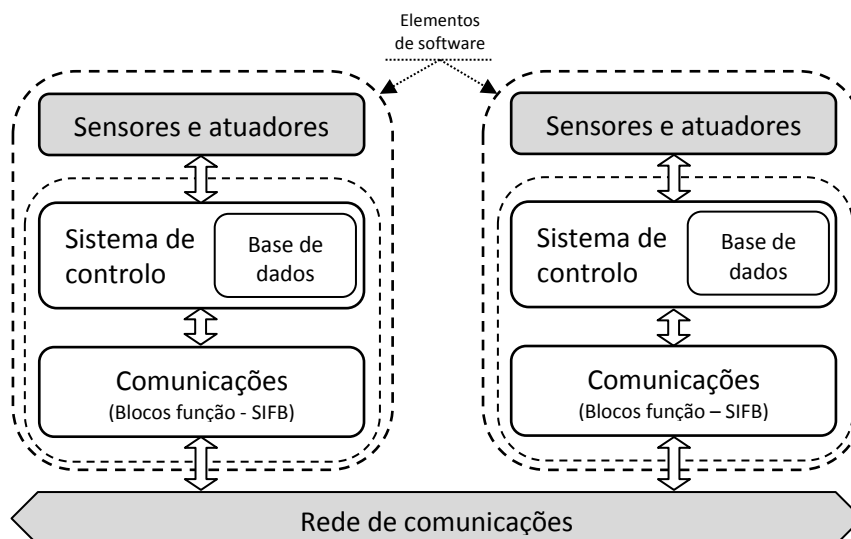 Elementos
de software
Sensores e atuadores
Sistema de
controlo
Base de
dados
Comunicações
(Blocos função - SIFB)
Sensores e atuadores
Sistema de
controlo
Base de
dados
Comunicações
(Blocos função – SIFB)
Rede de comunicações